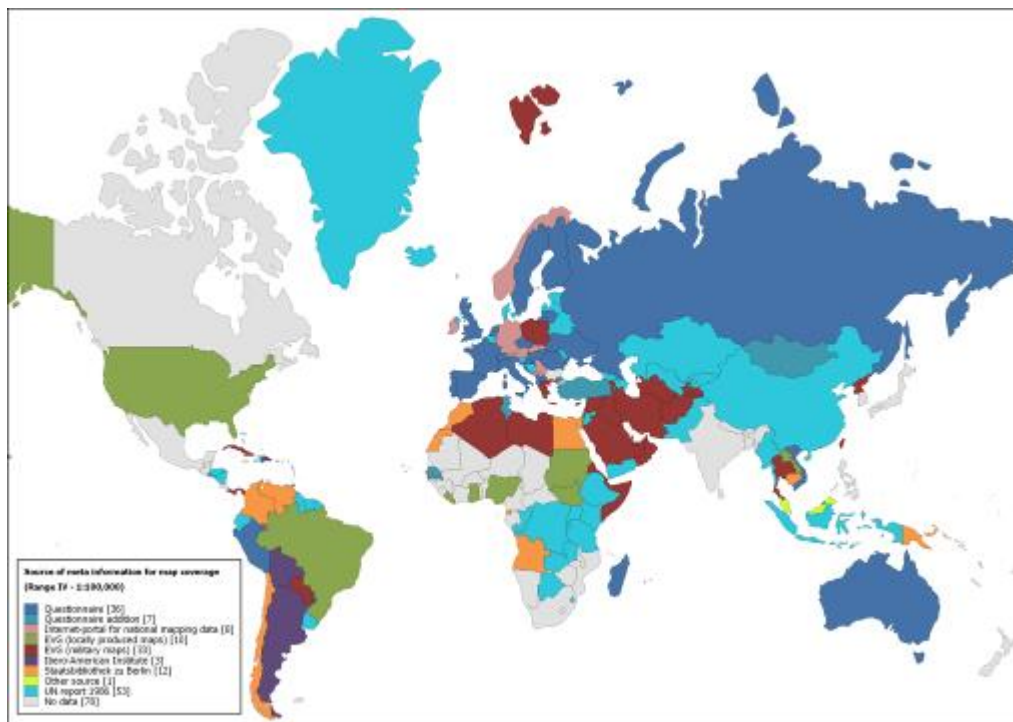 Source of meta information for map coverage
(Range IV - 1:100,000)
Questionnaire [36]
Questionnaire addition [7]
Internet-portal for national mapping data
EVG (locally produced maps) [10]
EVG (military maps) [33]
Ibero-American Institute [3]
Staatsbibliothek zu Berlin [12]
Other source [1]
UN report 1986 [53]
No data